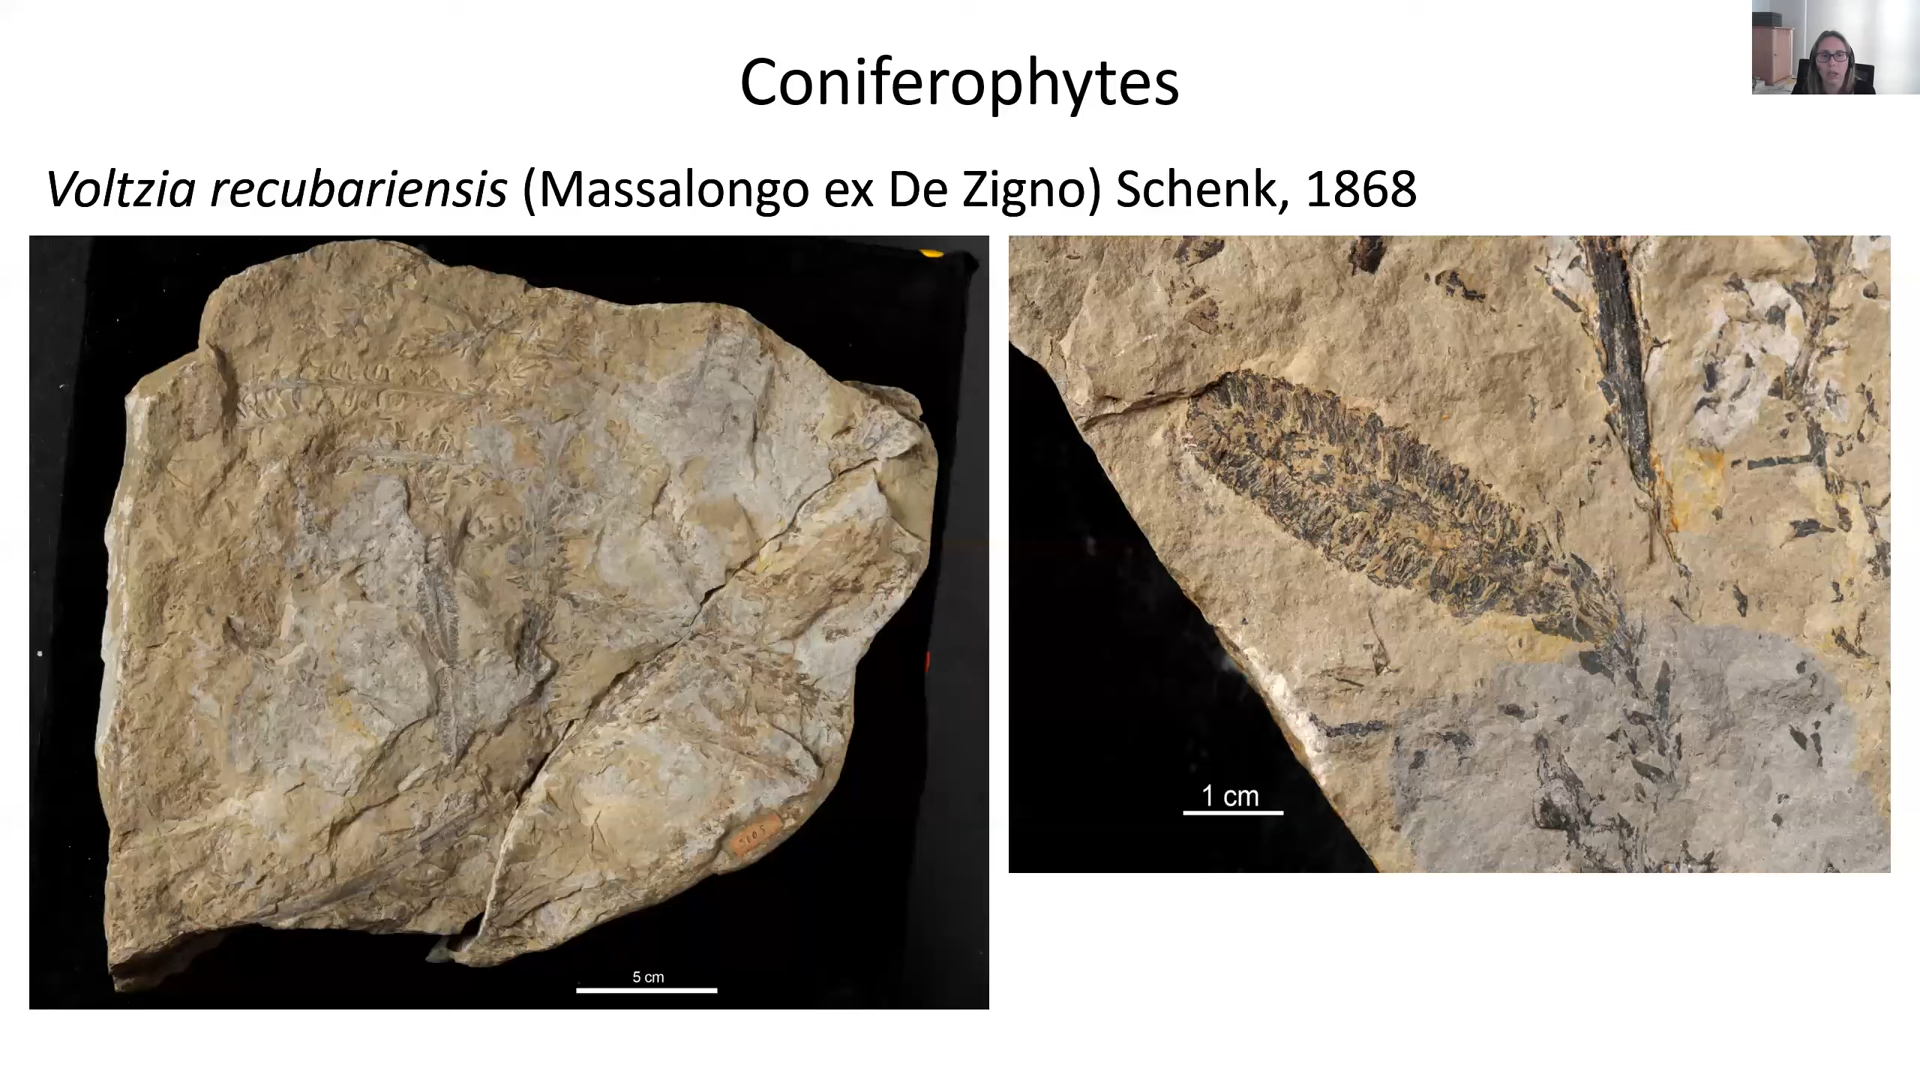 Coniferophytes
Voltzia recubariensis (Massalongo ex De Zigno) Schenk, 1868
5 cm
1 cm